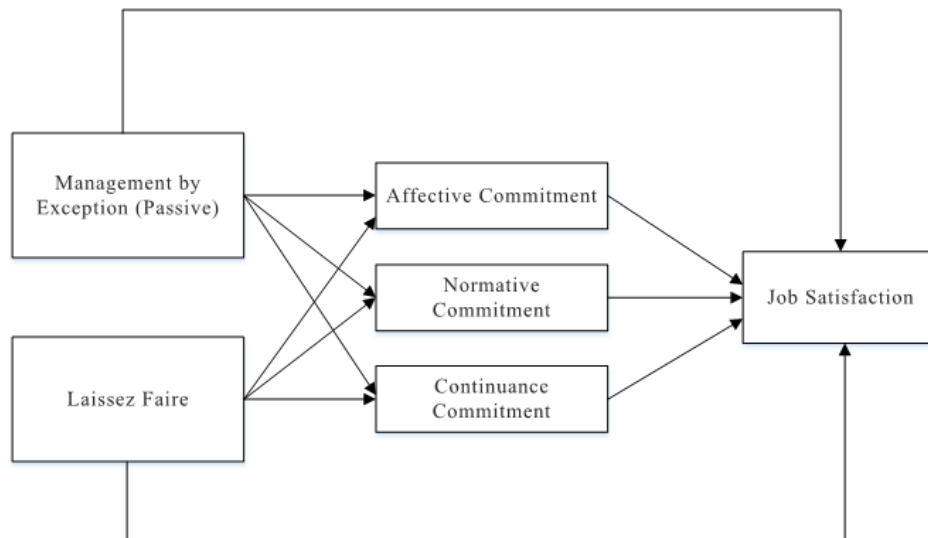 Management by
Exception (Passive)
Affective Commitment
Normative
Commitment
Job Satisfaction
Laissez Faire
Continuance
Commitment